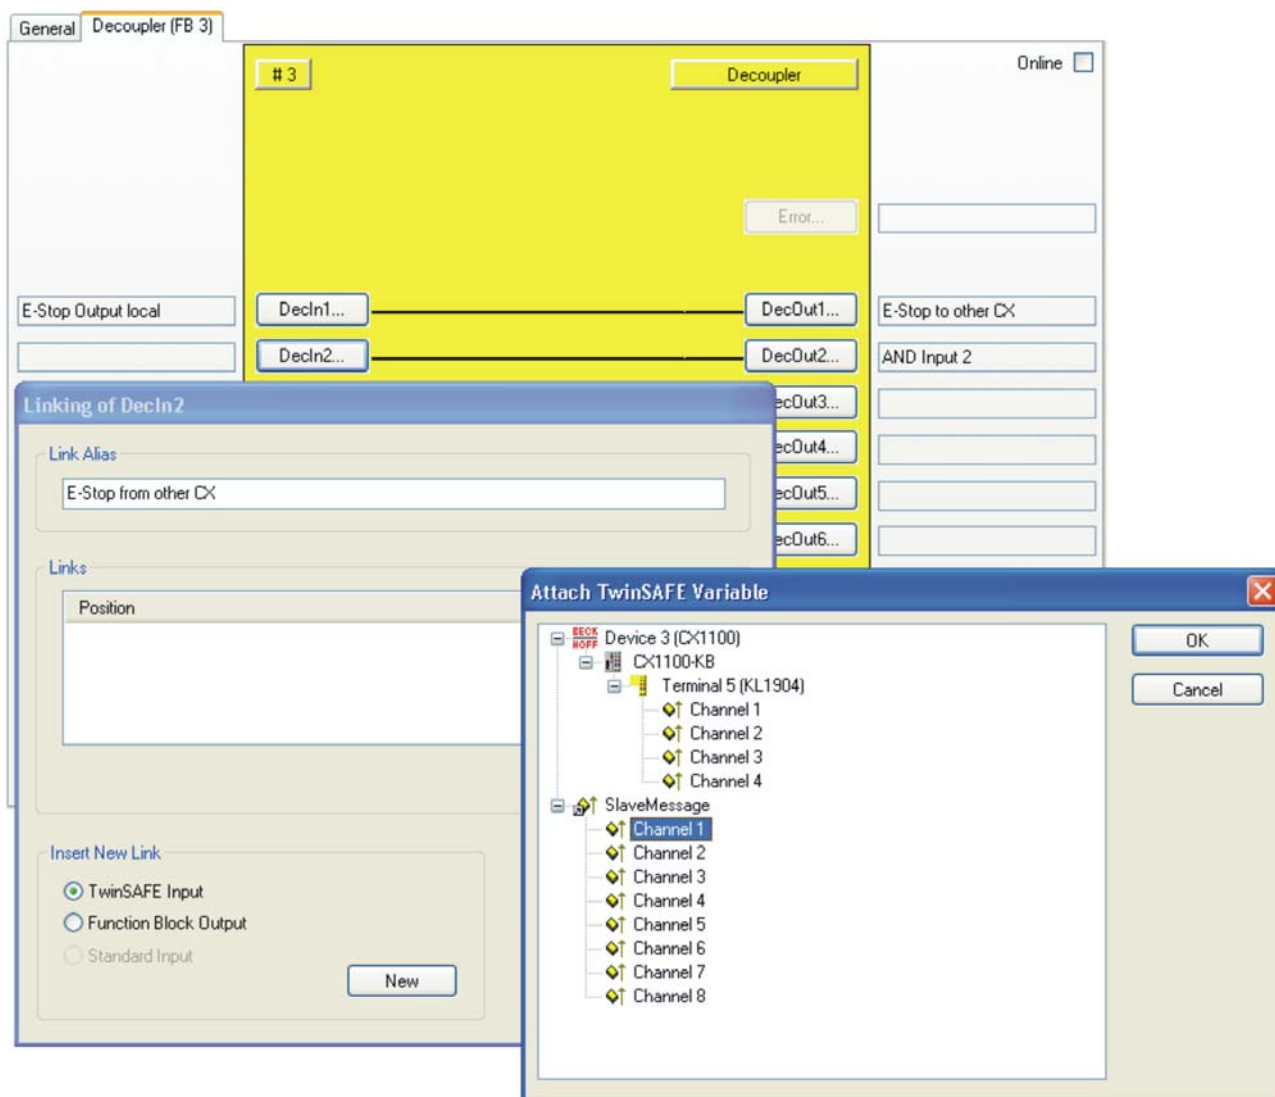 General
Decoupler (FB 3)
# 3
Decoupler
Online
Error...
E-Stop Output local
DecIn1...
DecOut1...
E-Stop to other CX
DecIn2...
DecOut2...
AND Input 2
Linking of DecIn2
ecOut3...
Link Alias
ecOut4...
E-Stop from other CX
ecOut5...
ecOut6...
Links
Position
Attach TwinSAFE Variable
BECK
HOFF
Device 3 (CX1100)
OK
CX1100-KB
Terminal 5 (KL1904)
Cancel
Channel 1
Channel 2
Channel 3
Channel 4
SlaveMessage
Channel 1
Channel 2
Channel 3
Channel 4
Channel 5
Channel 6
Channel 7
Channel 8
Insert New Link
TwinSAFE Input
Function Block Output
Standard Input
New